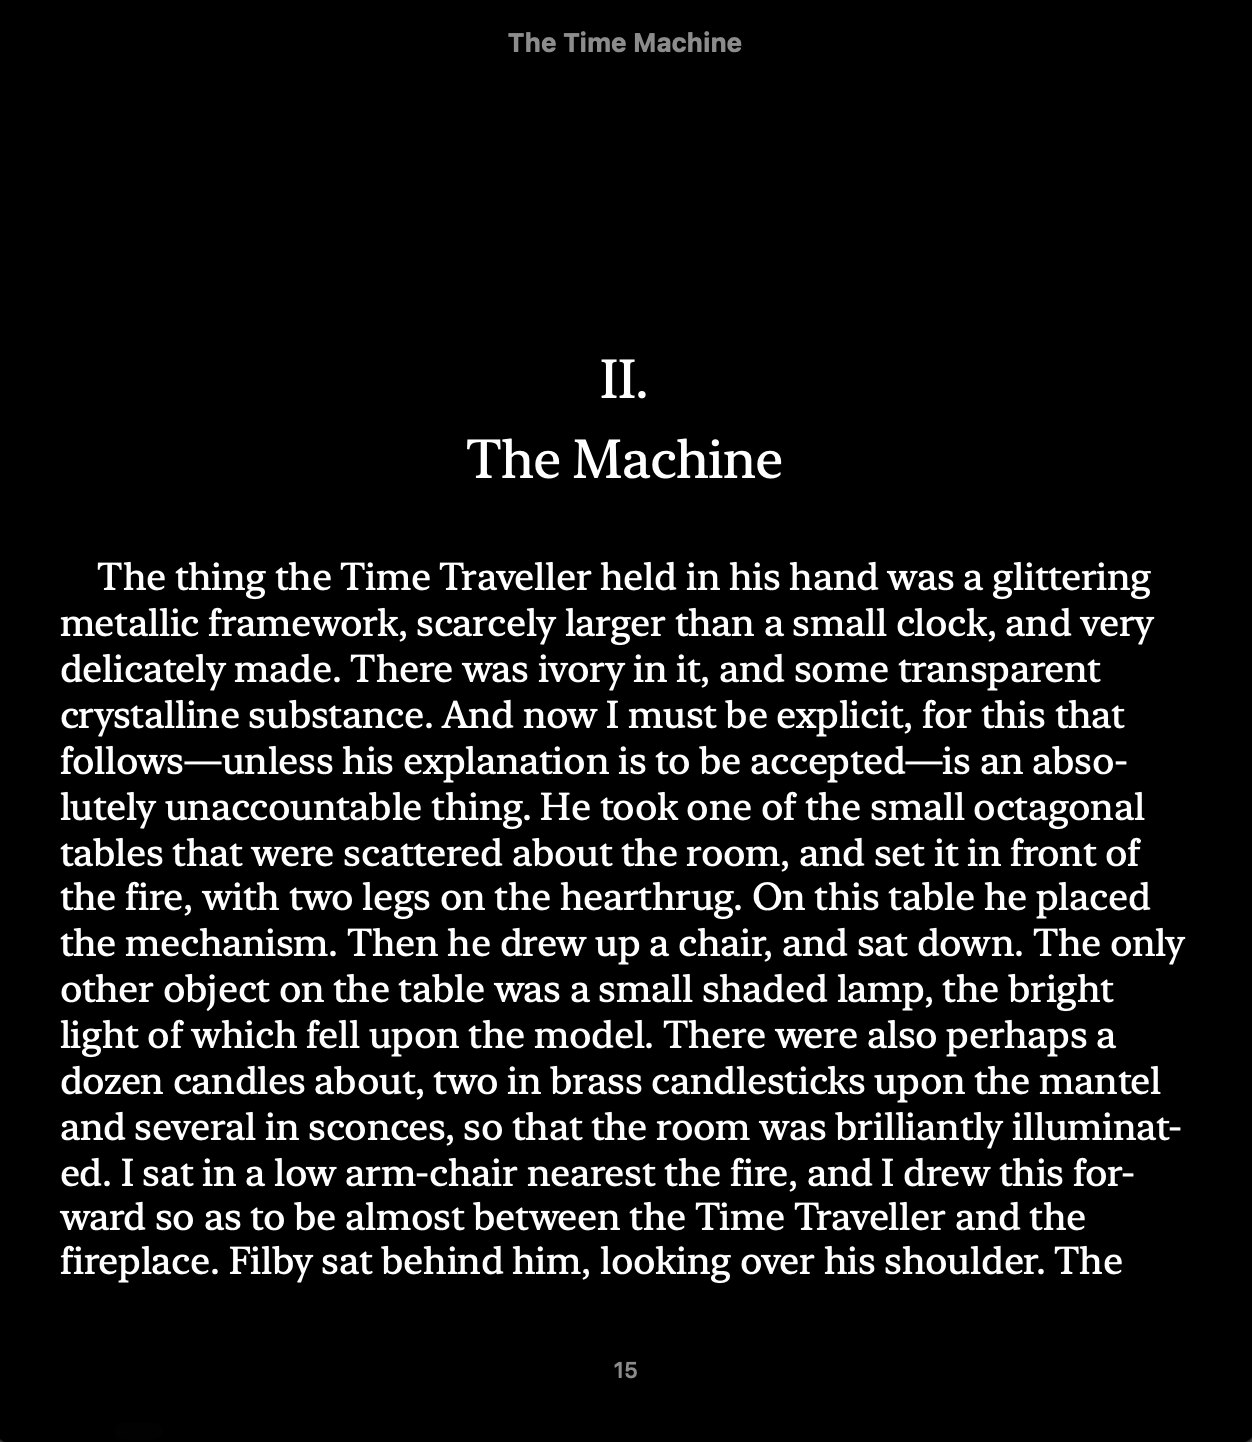 The Time Machine
II.
The Machine
The thing the Time Traveller held in his hand was a glittering
metallic framework, scarcely larger than a small clock, and very
delicately made. There was ivory in it, and some transparent
crystalline substance. And now I must be explicit, for this that
follows—unless his explanation is to be accepted—is an abso-
lutely unaccountable thing. He took one of the small octagonal
tables that were scattered about the room, and set it in front of
the fire, with two legs on the hearthrug. On this table he placed
the mechanism. Then he drew up a chair, and sat down. The only
other object on the table was a small shaded lamp, the bright
light of which fell upon the model. There were also perhaps a
dozen candles about, two in brass candlesticks upon the mantel
and several in sconces, so that the room was brilliantly illuminat-
ed. I sat in a low arm-chair nearest the fire, and I drew this for-
ward so as to be almost between the Time Traveller and the
fireplace. Filby sat behind him, looking over his shoulder. The
15